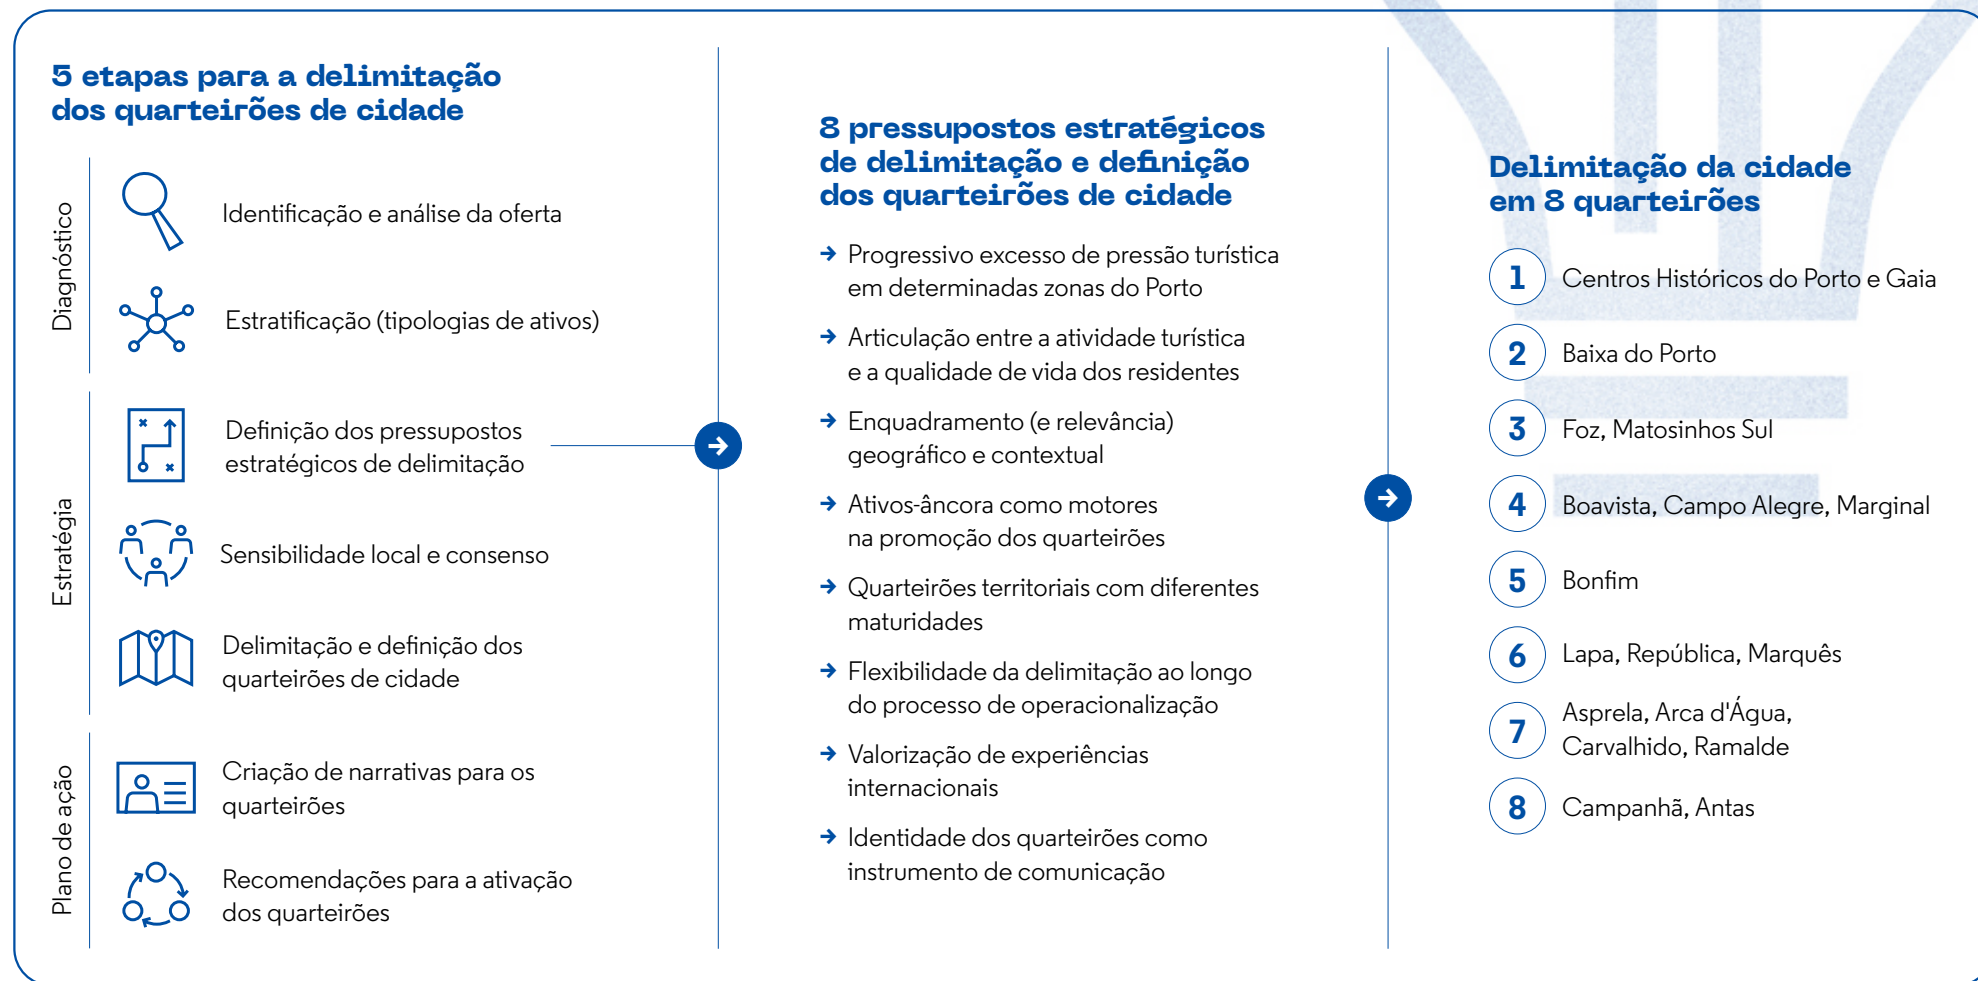 5 etapas para a delimitação
dos quarteirões de cidade
Diagnóstico
Identificação e análise da oferta
Estratificação (tipologias de ativos)
Estratégia
Definição dos pressupostos
estratégicos de delimitação
Sensibilidade local e consenso
Delimitação e definição dos
quarteirões de cidade
Plano de ação
Criação de narrativas para os
quarteirões
Recomendações para a ativação
dos quarteirões
8 pressupostos estratégicos
de delimitação e definição
dos quarteirões de cidade
→ Progressivo excesso de pressão turística
em determinadas zonas do Porto
→ Articulação entre a atividade turística
e a qualidade de vida dos residentes
→ Enquadramento (e relevância)
geográfico e contextual
→ Ativos-âncora como motores
na promoção dos quarteirões
→ Quarteirões territoriais com diferentes
maturidades
→ Flexibilidade da delimitação ao longo
do processo de operacionalização
→ Valorização de experiências
internacionais
→ Identidade dos quarteirões como
instrumento de comunicação
Delimitação da cidade
em 8 quarteirões
1 Centros Históricos do Porto e Gaia
2 Baixa do Porto
3 Foz, Matosinhos Sul
4 Boavista, Campo Alegre, Marginal
5 Bonfim
6 Lapa, República, Marquês
7 Asprela, Arca d'Água,
Carvalhido, Ramalde
8 Campanhã, Antas